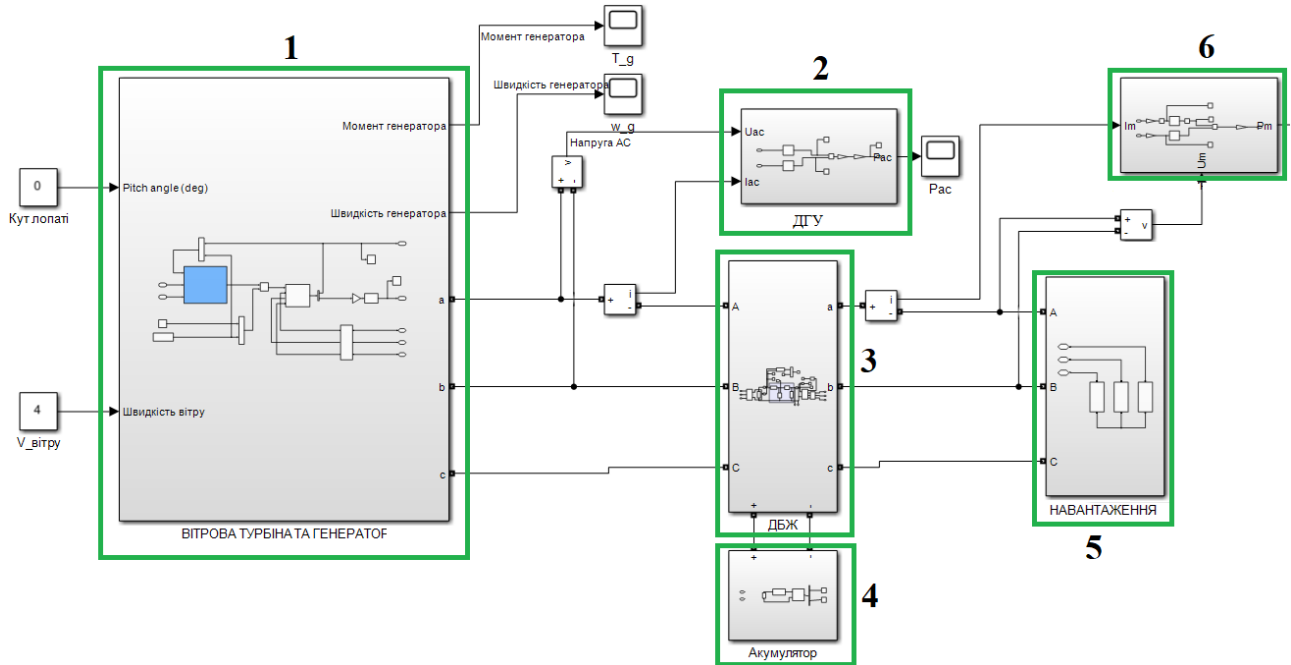 1
Момент генератора
T_g
Швидкість генератора
w_g
2
6
Момент генератора
Напруга АС
v
+ -
Uac
Iac
Pac
Pac
ДГУ
Im
Pm
Um
0
Кут лопаті
Pitch angle (deg)
Швидкість генератора
+ -
v
a
+ i -
A
a
+ i -
A
3
b
B
b
B
4
V_вітру
Швидкість вітру
c
C
c
C
+ -
ВІТРОВА ТУРБІНА ТА ГЕНЕРАТОР
ДБЖ
НАВАНТАЖЕННЯ
5
+ -
4
Акумулятор